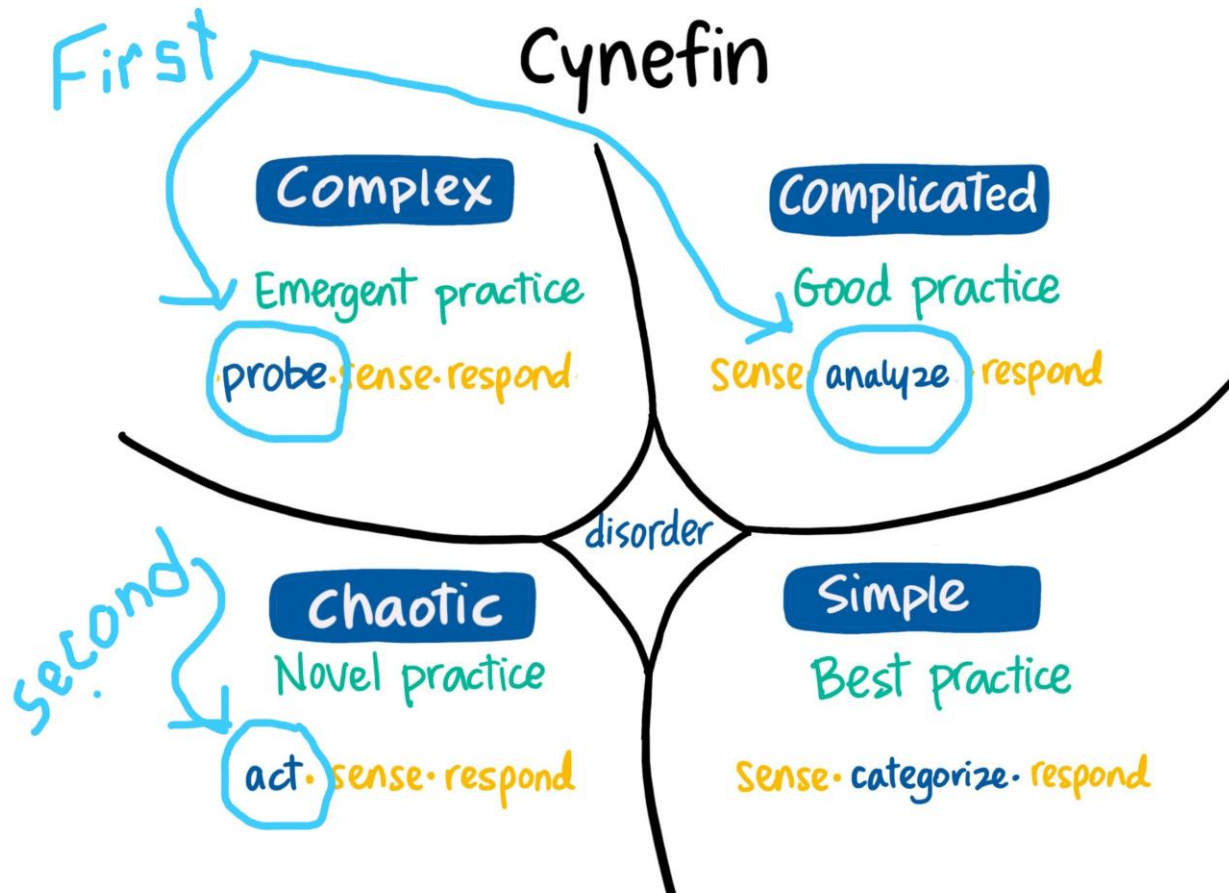 First
Cynefin
Complex
Emergent practice
probe · sense · respond
Complicated
Good practice
sense · analyze · respond
disorder
second
Chaotic
Novel practice
act · sense · respond
Simple
Best practice
sense · categorize · respond